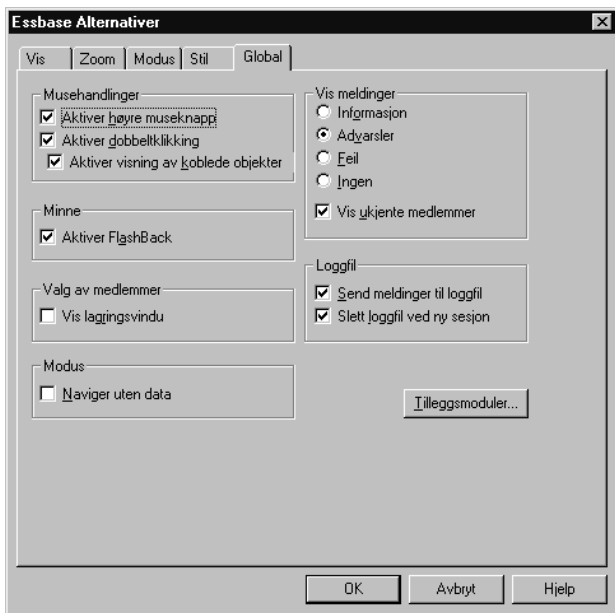 Essbase Alternativer
Vis
Zoom
Modus
Stil
Global
Musehandlinger
Aktiver høyre museknapp
Aktiver dobbeltklikking
Aktiver visning av koblede objekter
Minne
Aktiver FlashBack
Valg av medlemmer
Vis lagringsvindu
Modus
Naviger uten data
Vis meldinger
Informasjon
Advarsler
Feil
Ingen
Vis ukjente medlemmer
Loggfil
Send meldinger til loggfil
Slett loggfil ved ny sesjon
Tilleggsmoduler...
OK
Avbryt
Hjelp